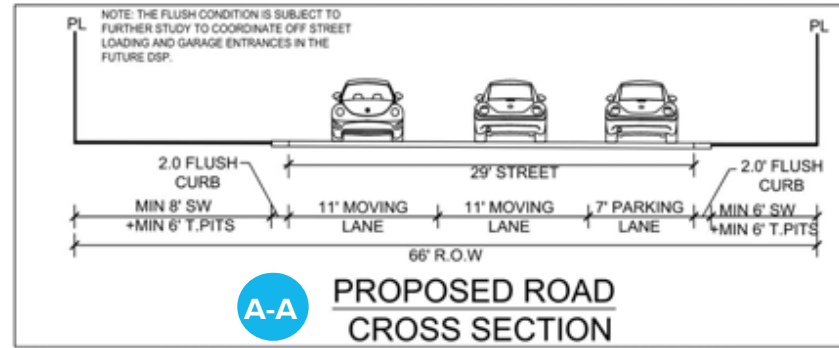 PL
NOTE: THE FLUSH CONDITION IS SUBJECT TO
FURTHER STUDY TO COORDINATE OFF STREET
LOADING AND GARAGE ENTRANCES IN THE
FUTURE DSP.
PL
2.0 FLUSH
CURB
29' STREET
2.0' FLUSH
CURB
MIN 8' SW
+MIN 6' T.PITS
11' MOVING
LANE
11' MOVING
LANE
7' PARKING
LANE
MIN 6' SW
+MIN 6' T.PITS
66' R.O.W
A-A
PROPOSED ROAD
CROSS SECTION